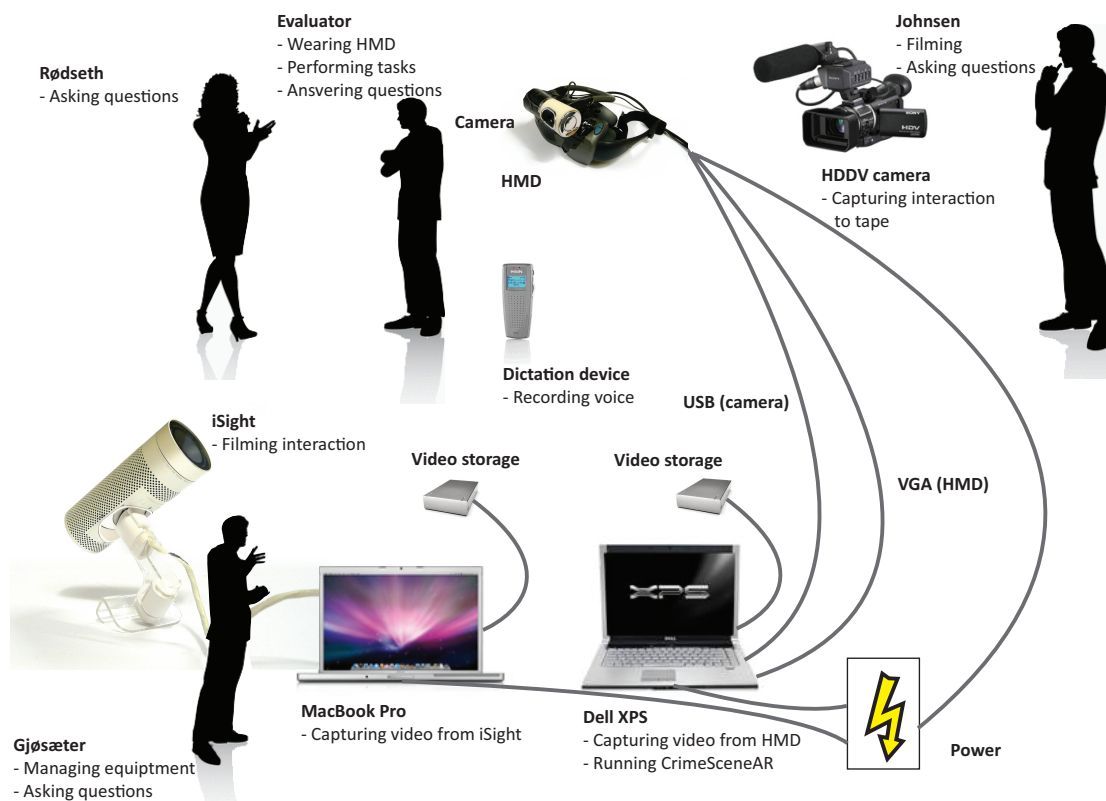 Evaluator
- Wearing HMD
- Performing tasks
- Ansvering questions
Johnsen
- Filming
- Asking questions
Rødseth
- Asking questions
Camera
HMD
SONY
HDV
HDDV camera
- Capturing interaction
to tape
Dictation device
- Recording voice
USB (camera)
iSight
- Filming interaction
Video storage
Video storage
VGA (HMD)
XPS
DELL
MacBook Pro
- Capturing video from iSight
Dell XPS
- Capturing video from HMD
- Running CrimeSceneAR
Power
Gjøsæter
- Managing equiptment
- Asking questions